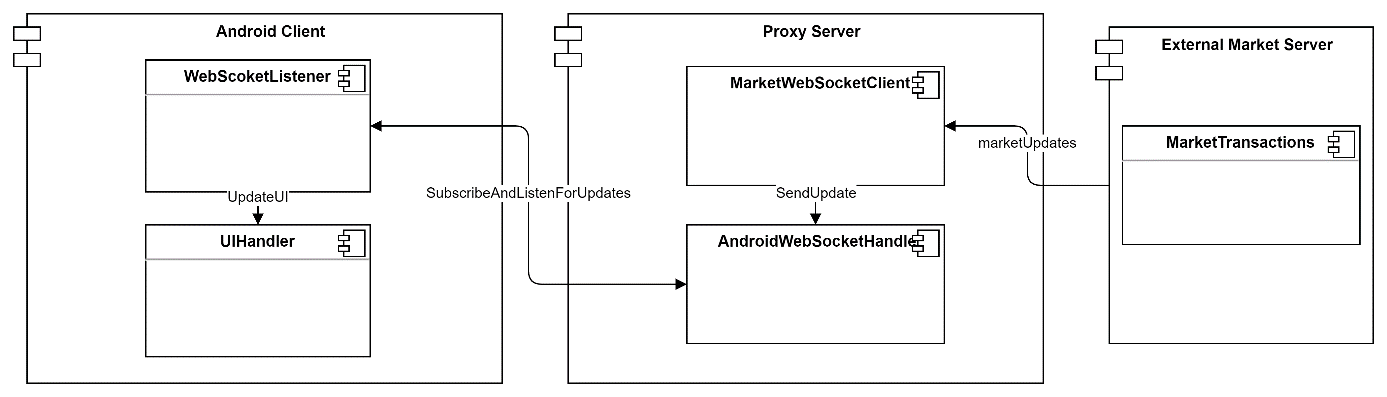 Android Client
Proxy Server
External Market Server
WebScoketListener
MarketWebSocketClient
MarketTransactions
marketUpdates
UpdateUI
SubscribeAndListenForUpdates
SendUpdate
UIHandler
AndroidWebSocketHandle